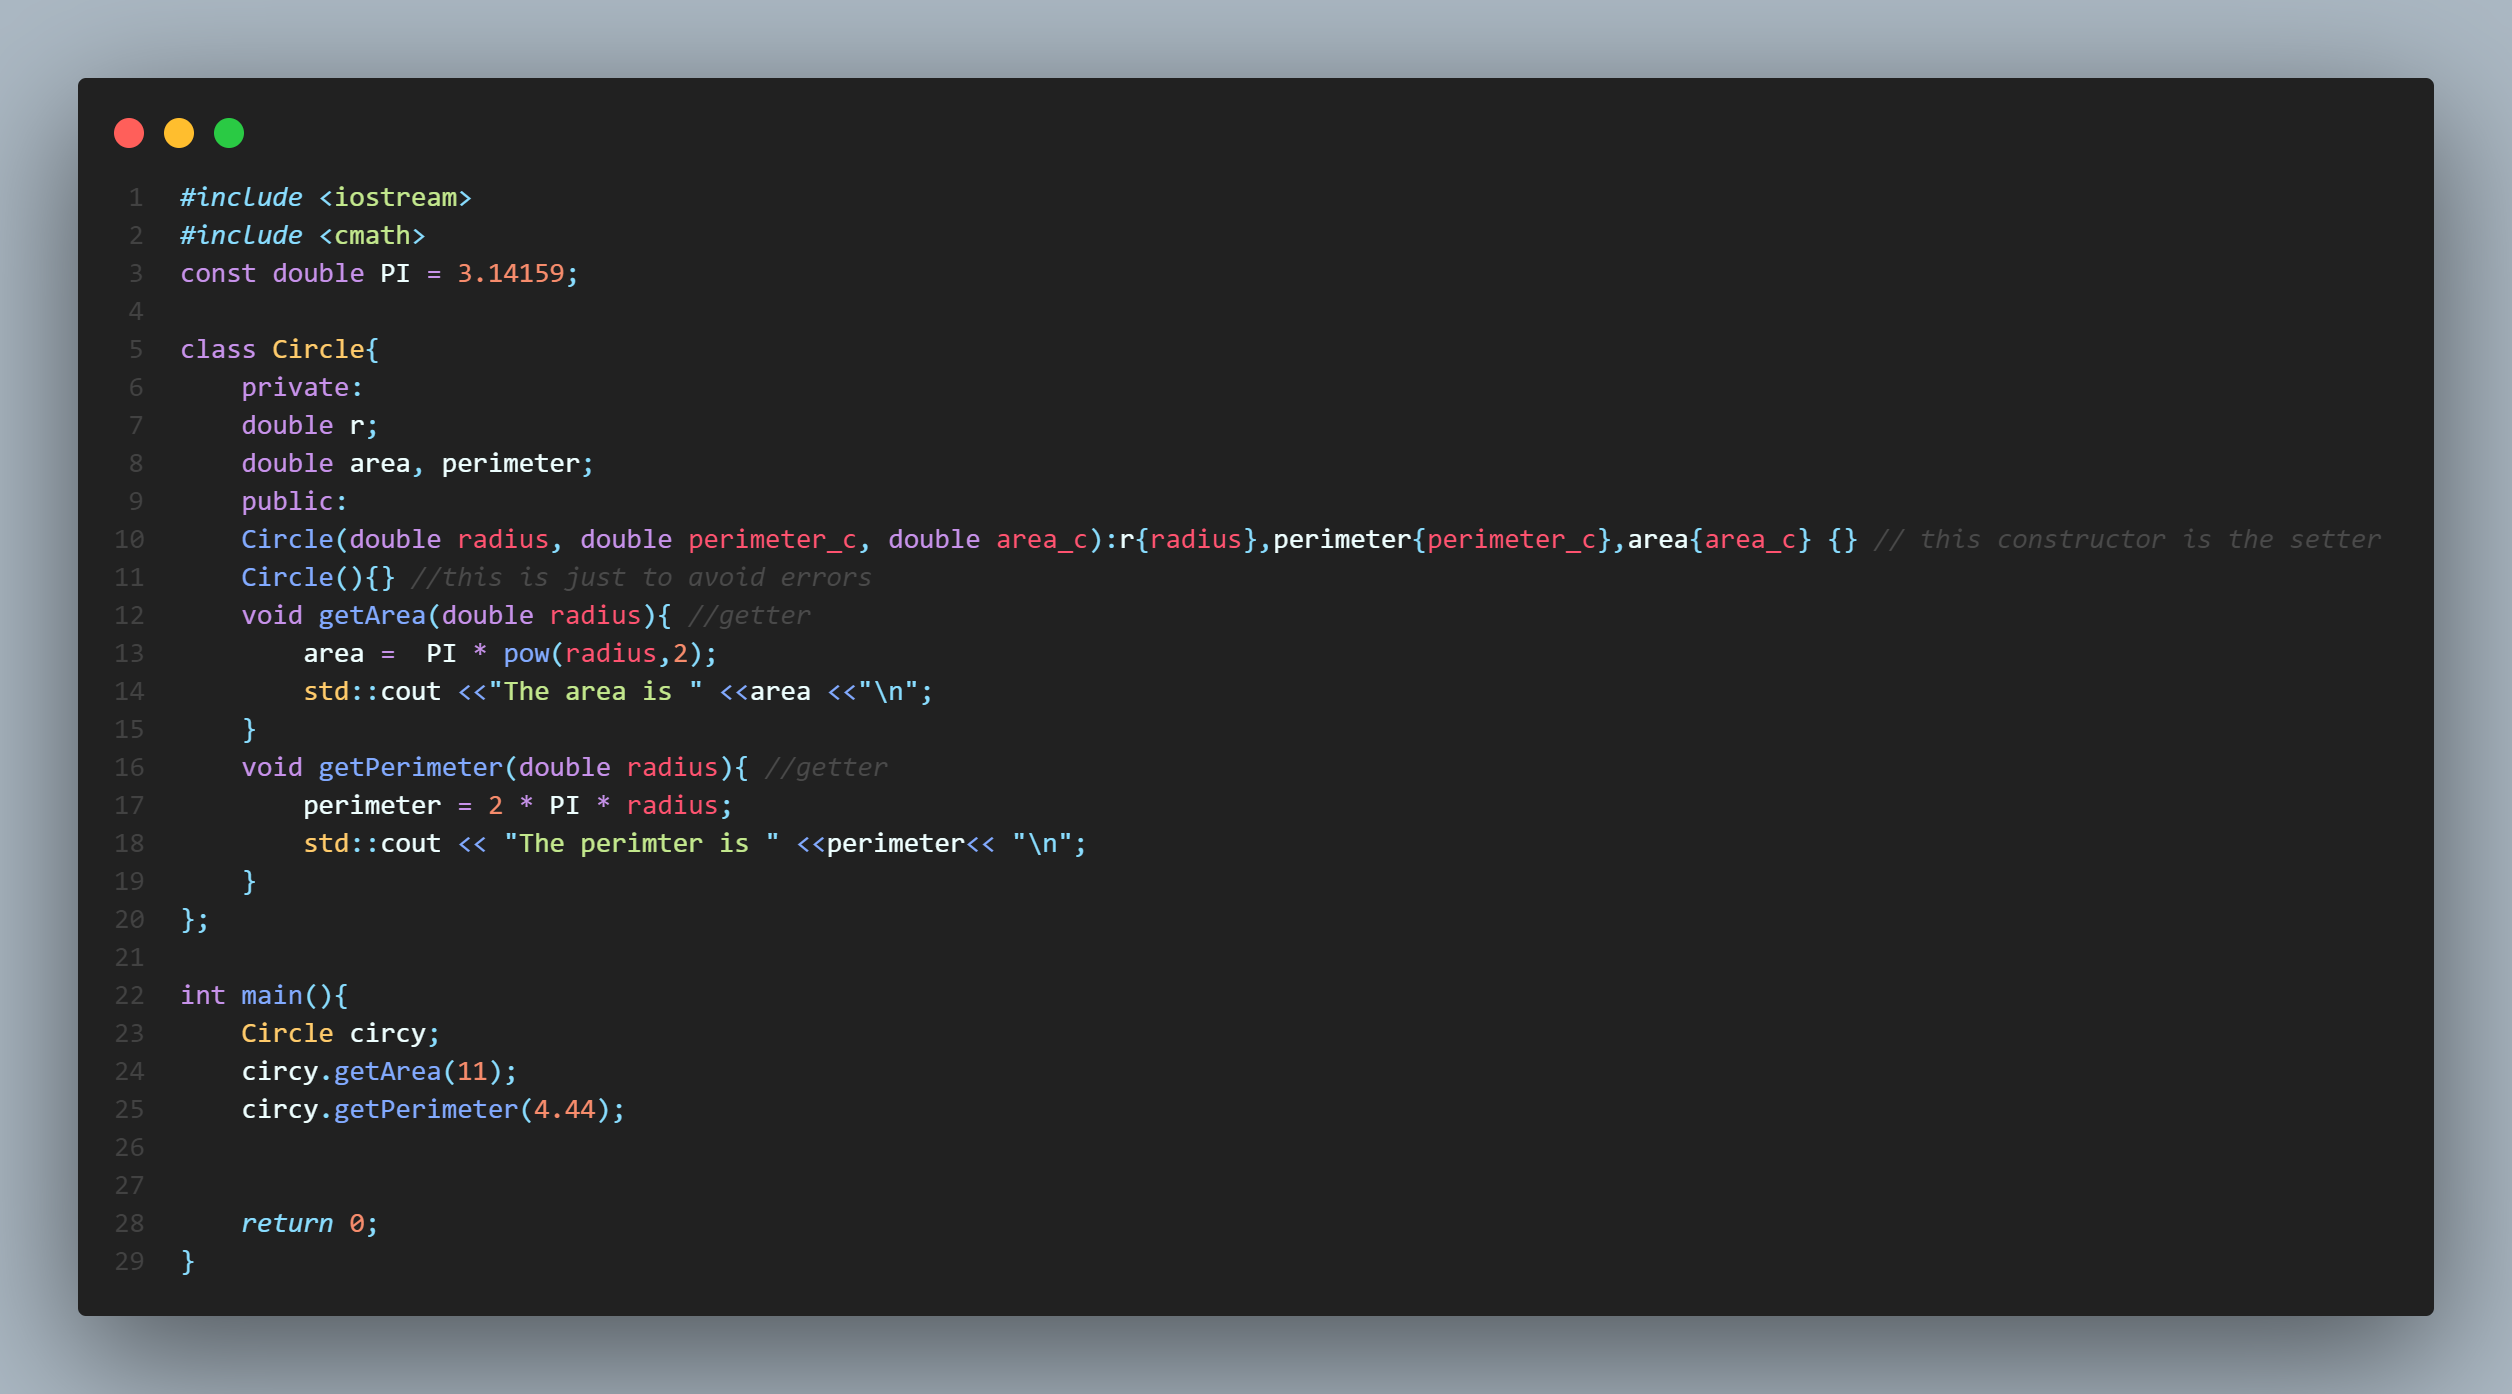 1 #include <iostream>
2 #include <cmath>
3 const double PI = 3.14159;
4
5 class Circle{
6     private:
7     double r;
8     double area, perimeter;
9     public:
10     Circle(double radius, double perimeter_c, double area_c):r{radius},perimeter{perimeter_c},area{area_c} {} // this constructor is the setter
11     Circle(){} //this is just to avoid errors
12     void getArea(double radius){ //getter
13         area =  PI * pow(radius,2);
14         std::cout <<"The area is " <<area <<"\n";
15     }
16     void getPerimeter(double radius){ //getter
17         perimeter = 2 * PI * radius;
18         std::cout << "The perimter is " <<perimeter<< "\n";
19     }
20 };
21
22 int main(){
23     Circle circy;
24     circy.getArea(11);
25     circy.getPerimeter(4.44);
26
27
28     return 0;
29 }